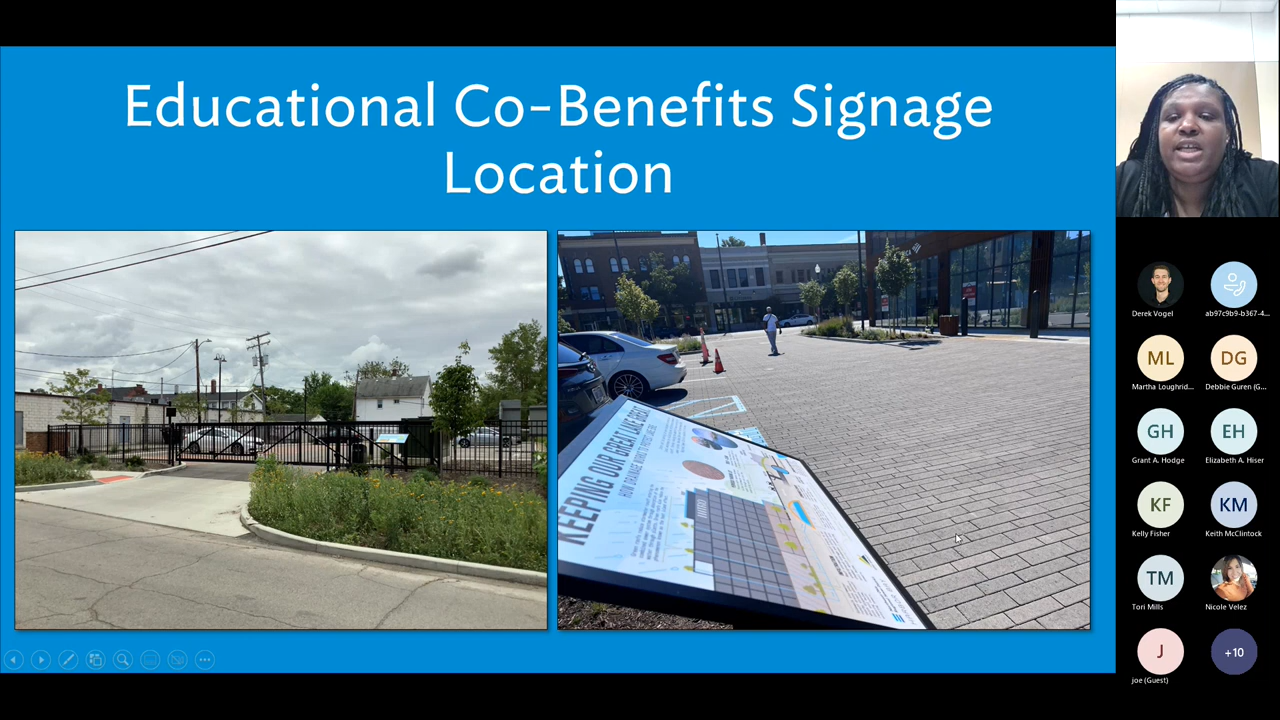 Educational Co-Benefits Signage
Location
KEEPING OUR GREAT LAKE GREAT
Derek Vogel
ab97c9b9-b367-4...
ML
DG
Martha Loughrid...
Debbie Guren (G...
GH
EH
Grant A. Hodge
Elizabeth A. Hiser
KF
KM
Kelly Fisher
Keith McClintock
TM
Tori Mills
Nicole Velez
J
+10
joe (Guest)